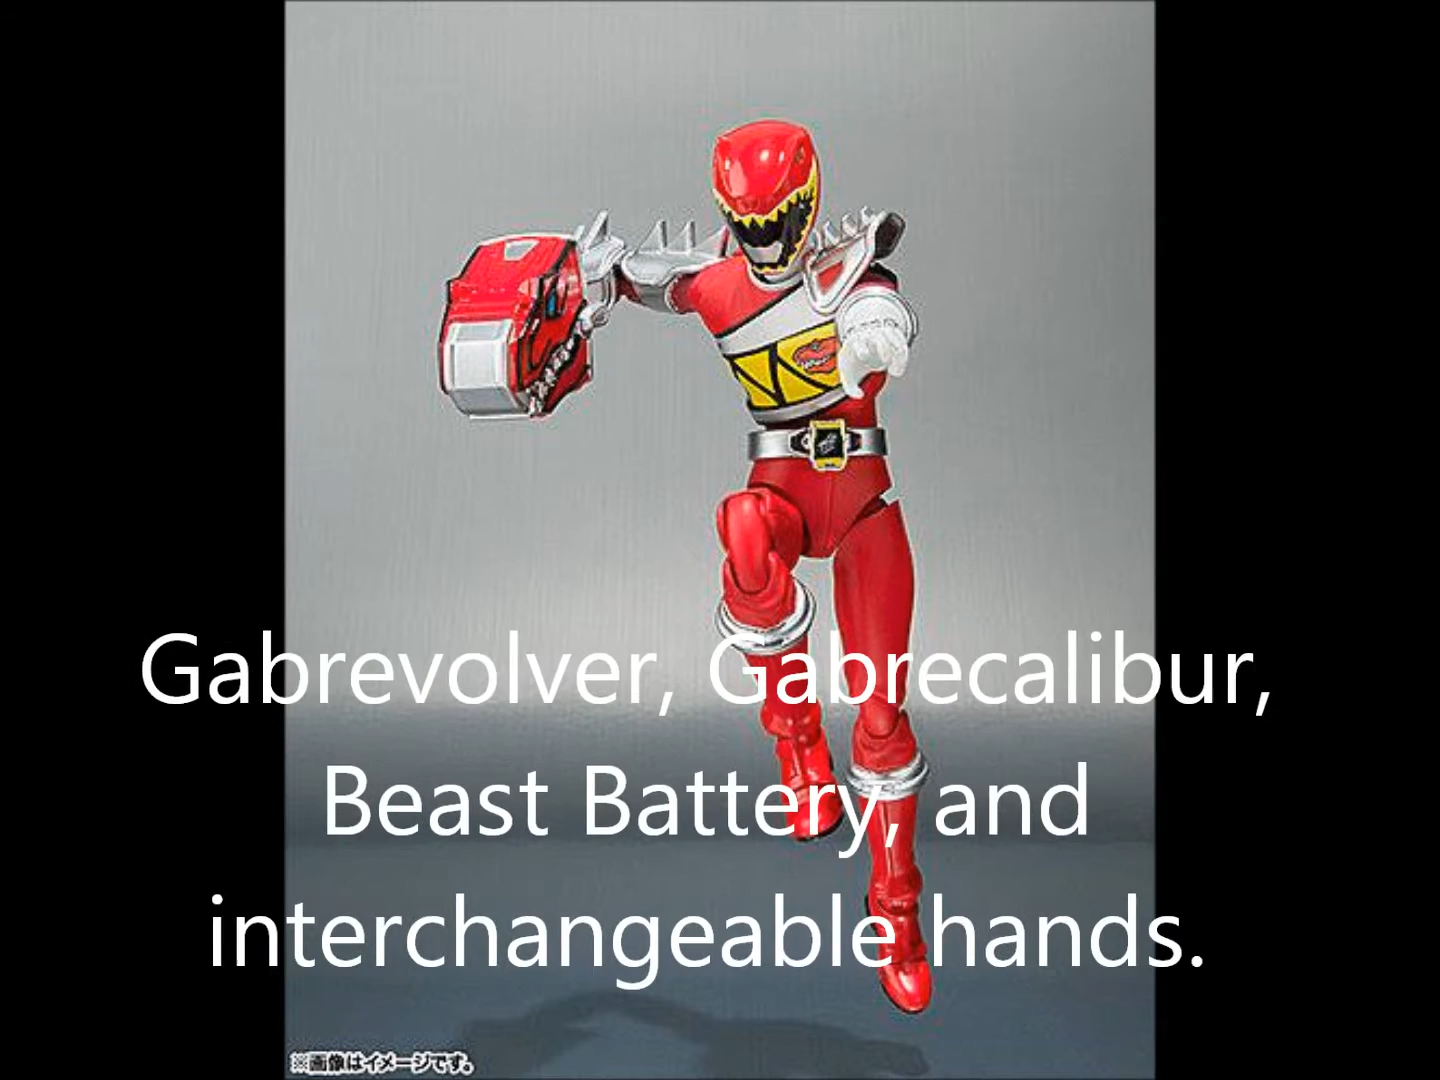 Gabrevolver, Gabrecalibur,
Beast Battery, and
interchangeable hands.
※画像はイメージです。